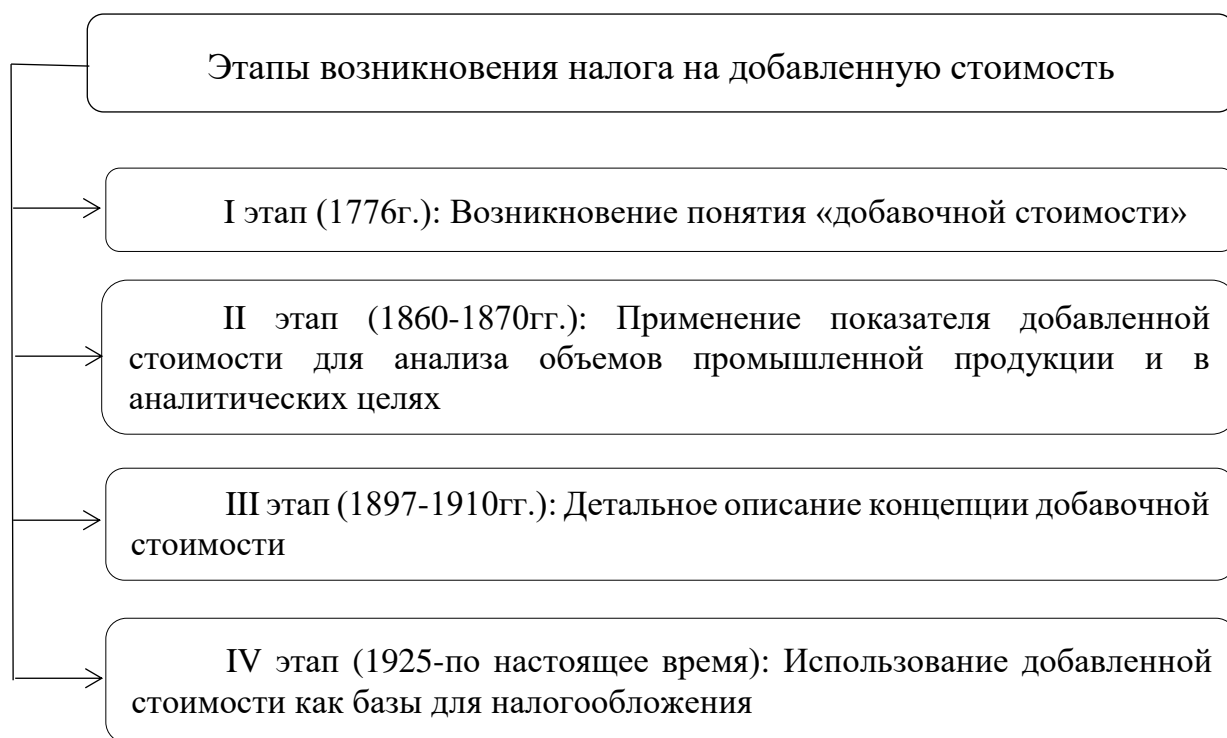 Этапы возникновения налога на добавленную стоимость
I этап (1776г.): Возникновение понятия «добавочной стоимости»
II этап (1860-1870гг.): Применение показателя добавленной
стоимости для анализа объемов промышленной продукции и в
аналитических целях
III этап (1897-1910гг.): Детальное описание концепции добавочной
стоимости
IV этап (1925-по настоящее время): Использование добавленной
стоимости как базы для налогообложения